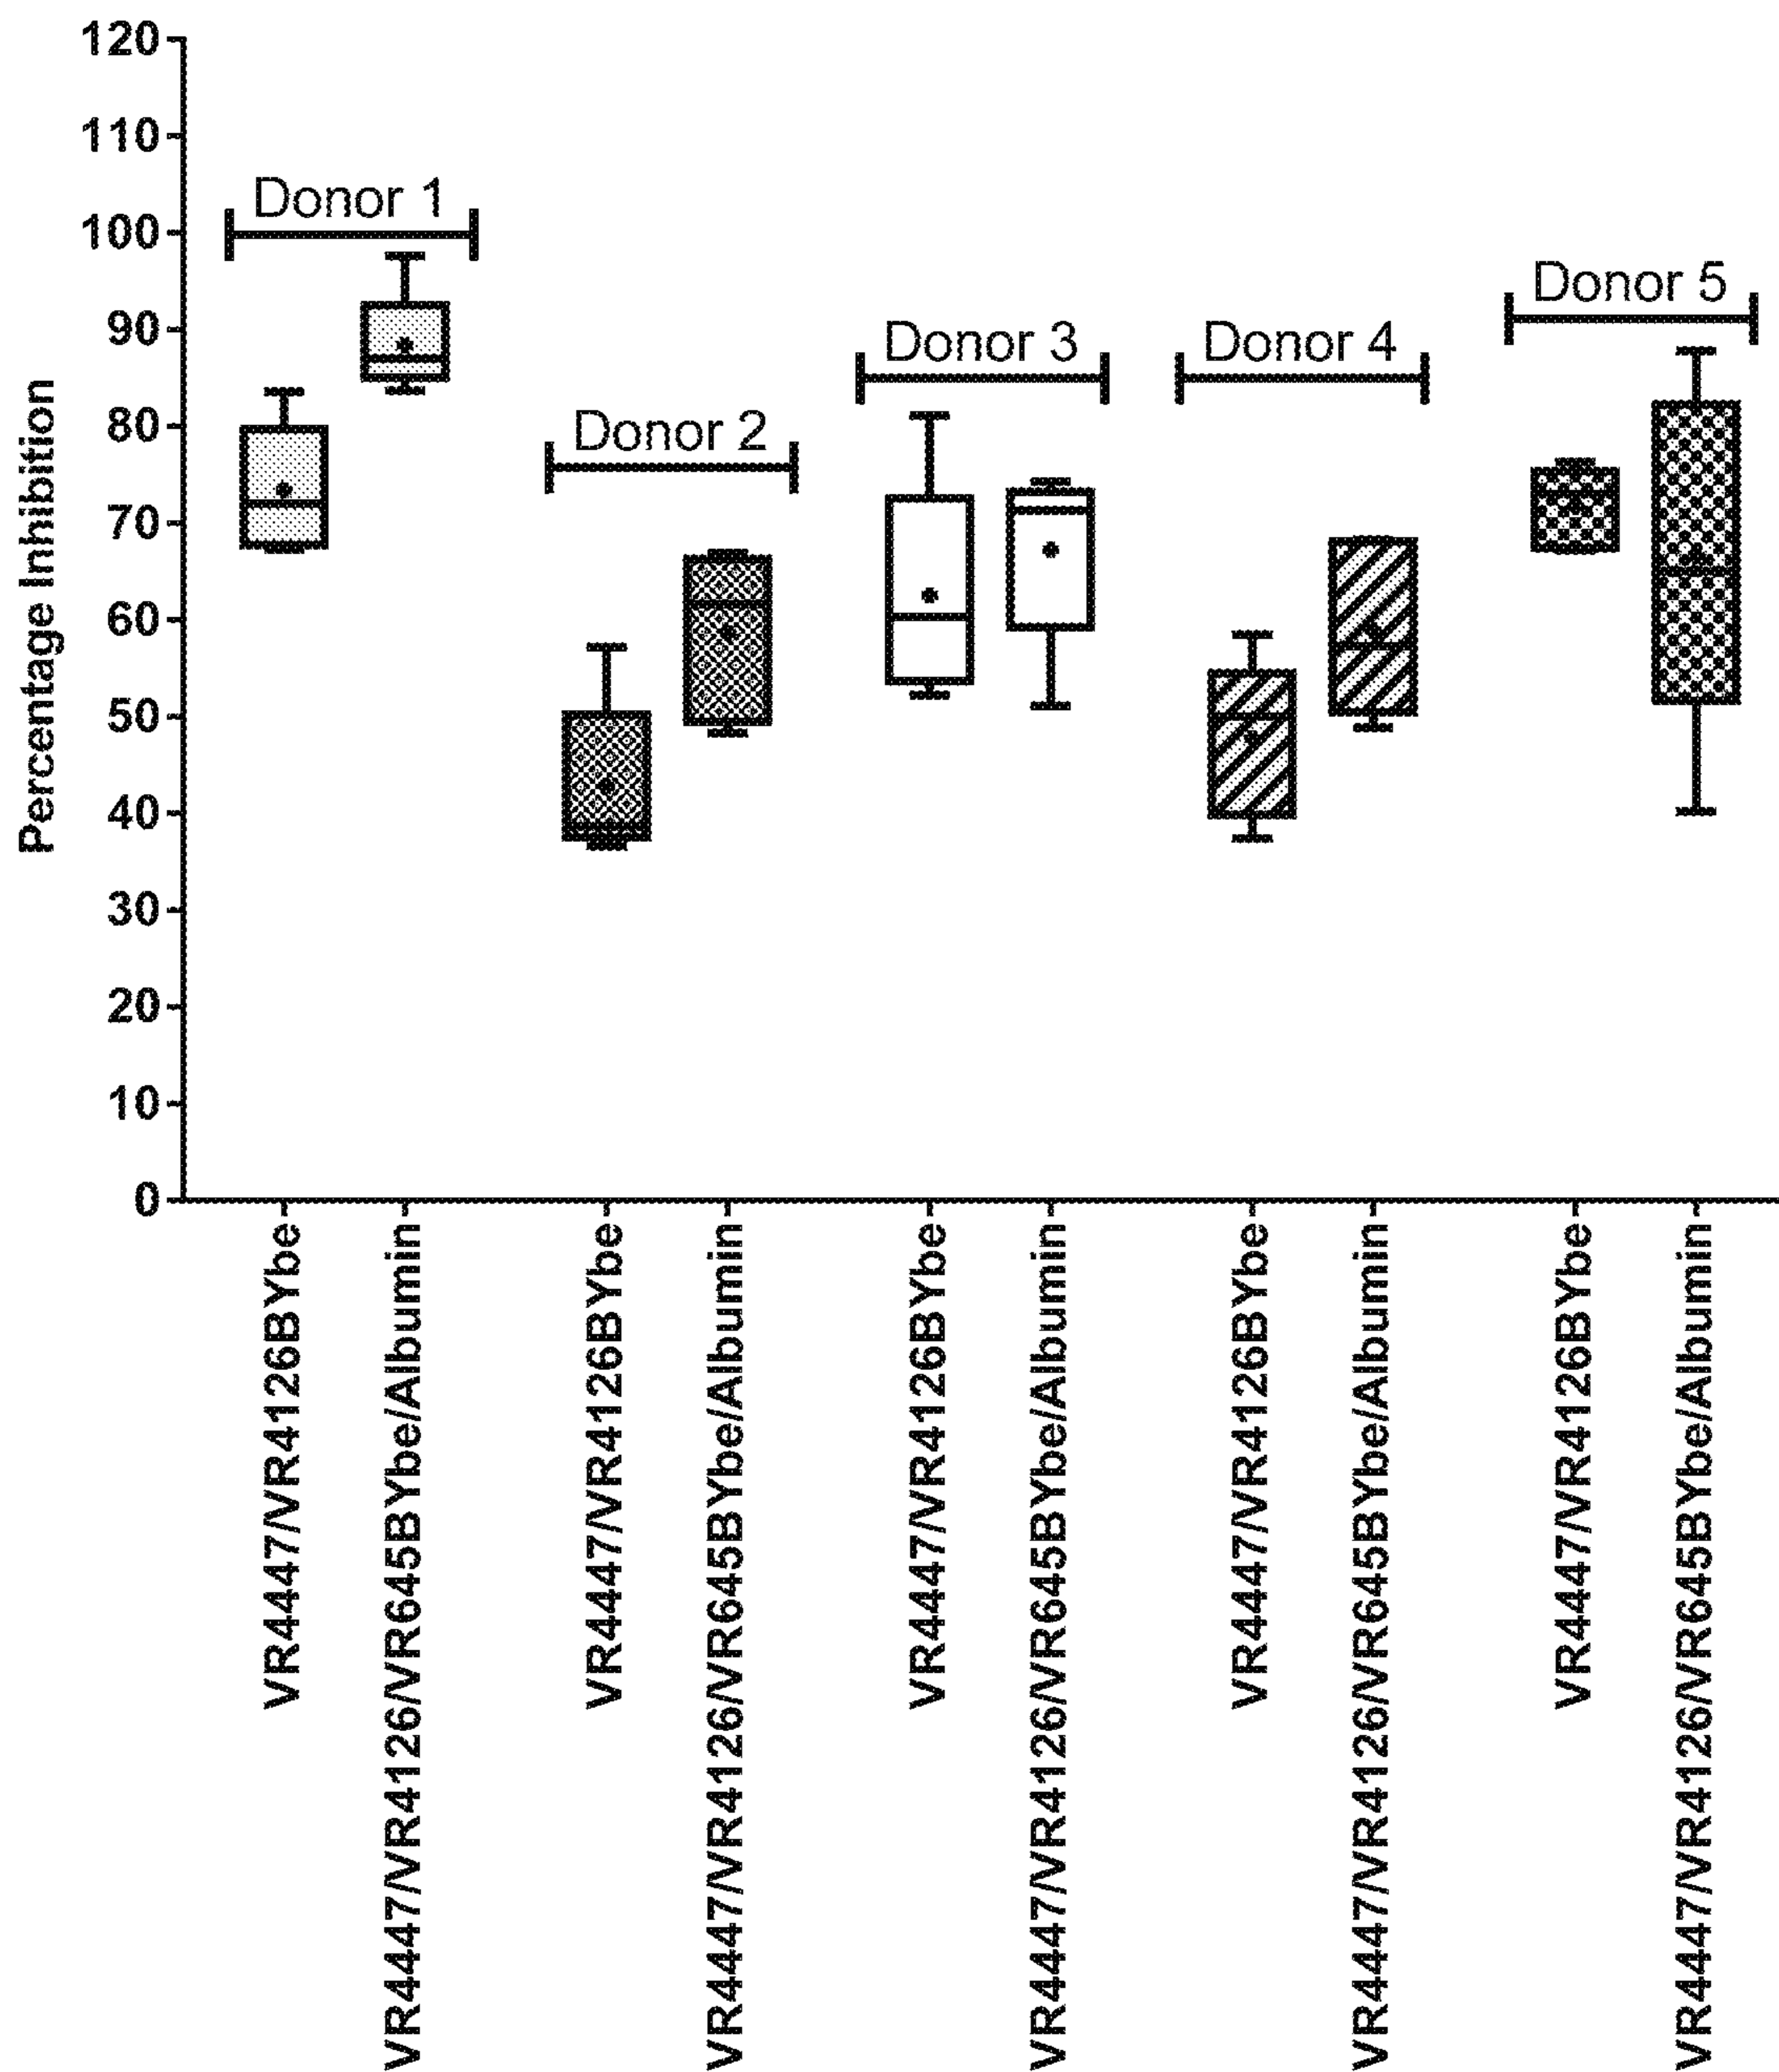 Percentage Inhibition
120
110
100
90
80
70
60
50
40
30
20
10
0
Donor 1
Donor 2
Donor 3
Donor 4
Donor 5
VR4447/VR4126BYbe
VR4447/VR4126/VR645BYbe/Albumin
VR4447/VR4126BYbe
VR4447/VR4126/VR645BYbe/Albumin
VR4447/VR4126BYbe
VR4447/VR4126/VR645BYbe/Albumin
VR4447/VR4126BYbe
VR4447/VR4126/VR645BYbe/Albumin
VR4447/VR4126BYbe
VR4447/VR4126/VR645BYbe/Albumin